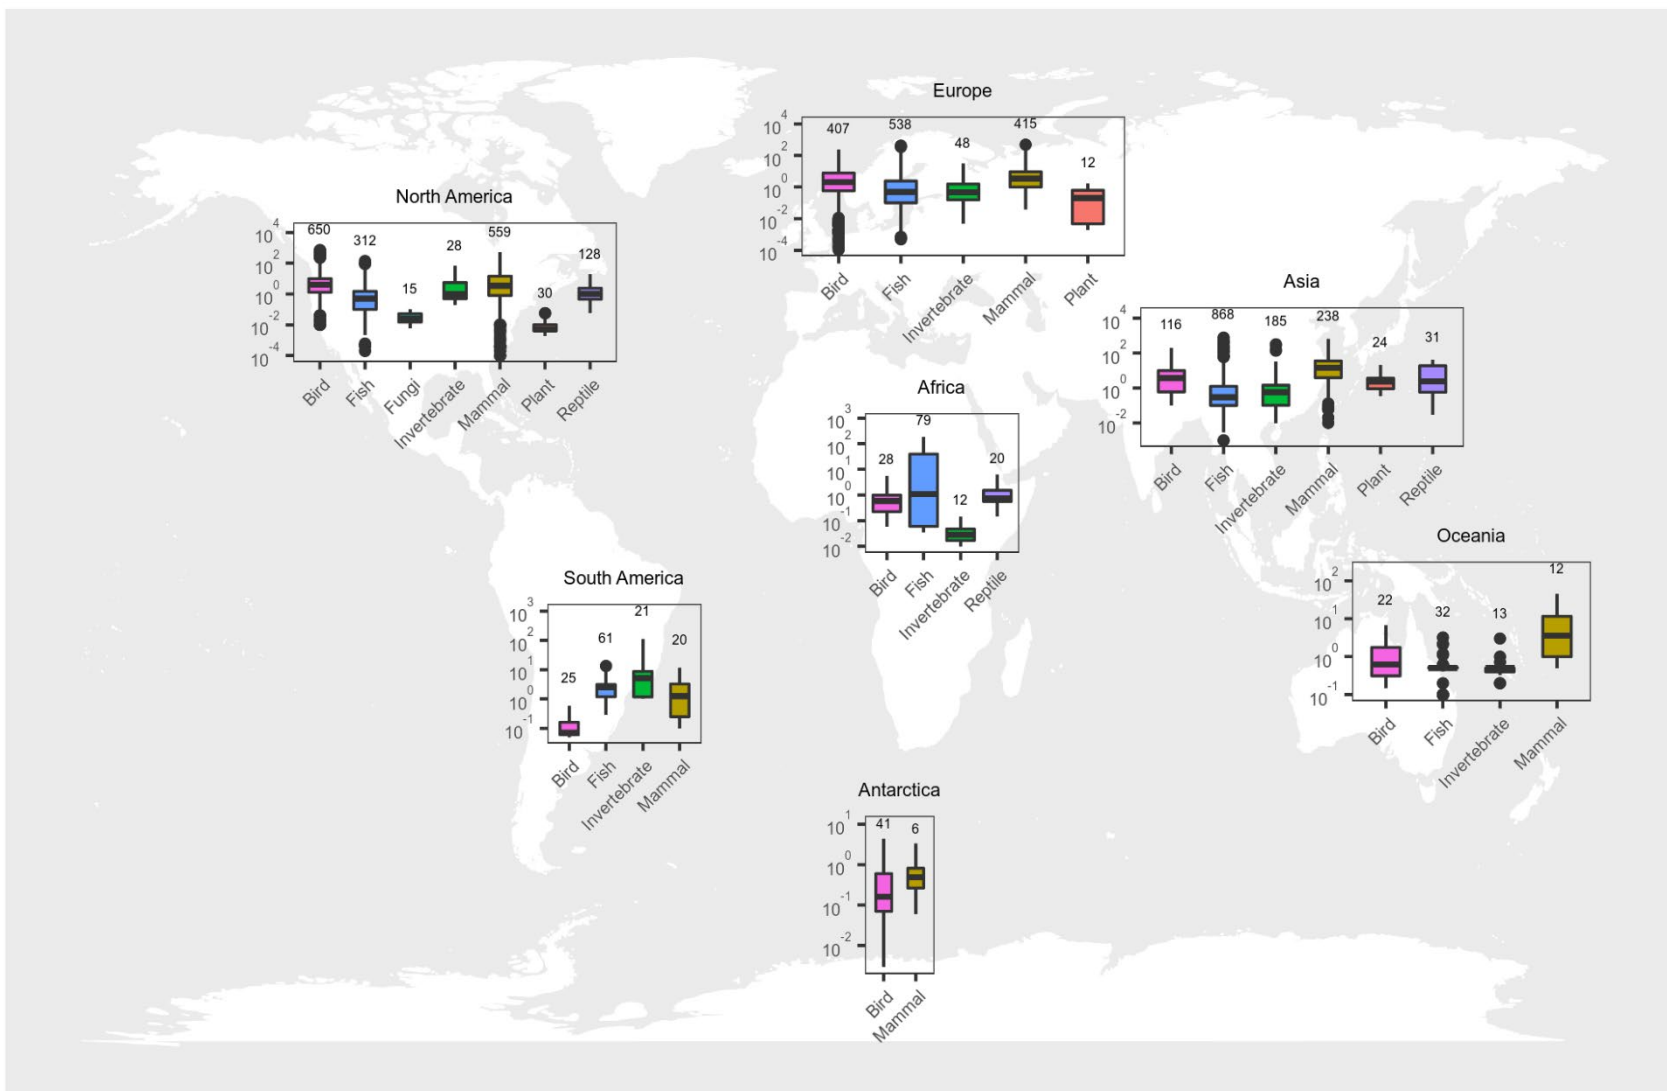 Europe
10^4
10^2
10^0
10^-2
10^-4
407 538 48 415 12
Bird Fish Invertebrate Mammal Plant
North America
10^4
10^2
10^0
10^-2
10^-4
650 312 15 28 559 30 128
Bird Fish Fungi Invertebrate Mammal Plant Reptile
Asia
10^4
10^2
10^0
10^-2
116 868 185 238 24 31
Bird Fish Invertebrate Mammal Plant Reptile
Africa
10^3
10^2
10^1
10^0
10^-1
10^-2
28 79 12 20
Bird Fish Invertebrate Reptile
Oceania
10^2
10^1
10^0
10^-1
22 32 13 12
Bird Fish Invertebrate Mammal
South America
10^3
10^2
10^1
10^0
10^-1
25 61 21 20
Bird Fish Invertebrate Mammal
Antarctica
10^1
10^0
10^-1
10^-2
41 6
Bird Mammal